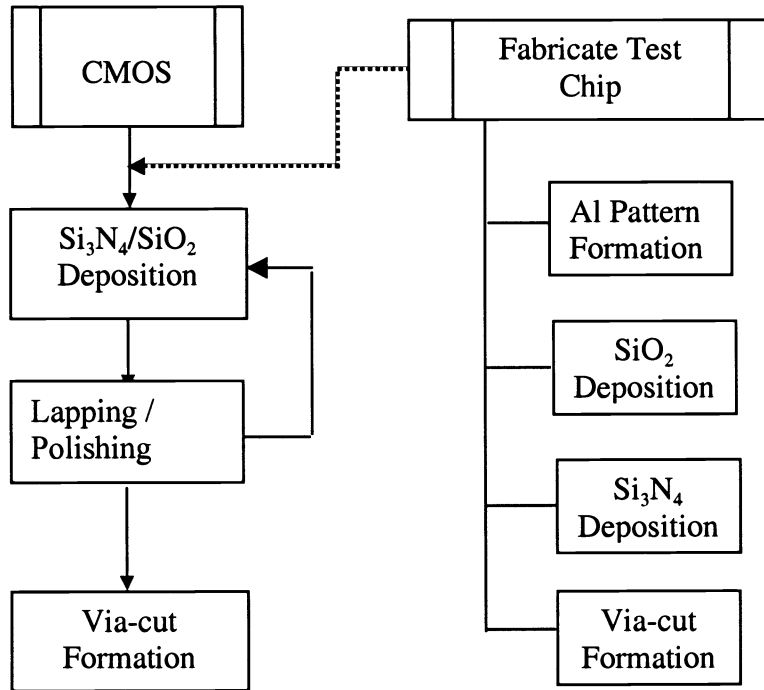 CMOS
Fabricate Test
Chip
Si₃N₄/SiO₂
Deposition
Lapping /
Polishing
Via-cut
Formation
Al Pattern
Formation
SiO₂
Deposition
Si₃N₄
Deposition
Via-cut
Formation